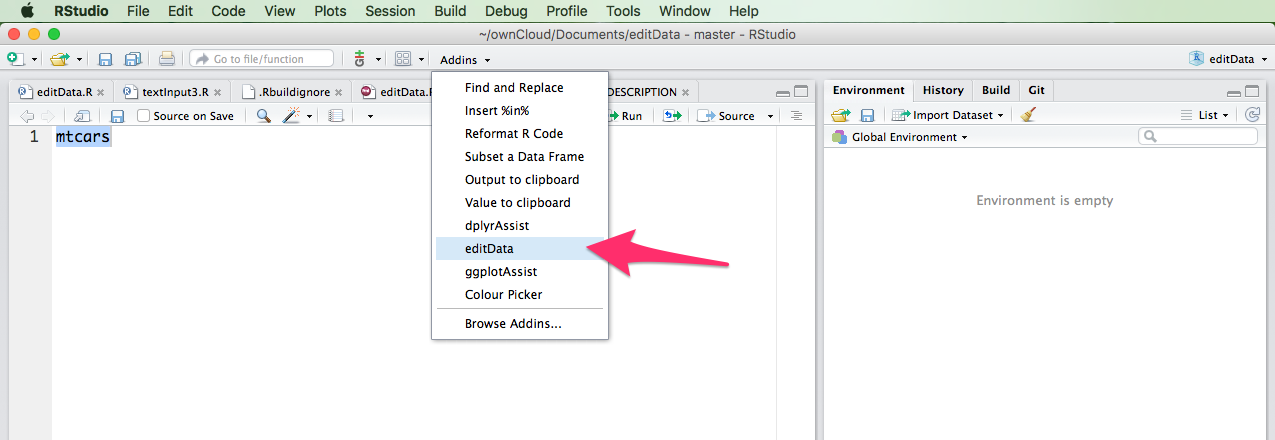 RStudio File Edit Code View Plots Session Build Debug Profile Tools Window Help
~/ownCloud/Documents/editData - master - RStudio
Go to file/function Addins editData
editData.R textInput3.R .Rbuildignore editData.R DESCRIPTION
Environment History Build Git
Source on Save Run Source
Import Dataset List
1 mtcars
Global Environment
Find and Replace
Insert %in%
Reformat R Code
Subset a Data Frame
Output to clipboard
Value to clipboard
dplyrAssist
editData
ggplotAssist
Colour Picker
Browse Addins...
Environment is empty